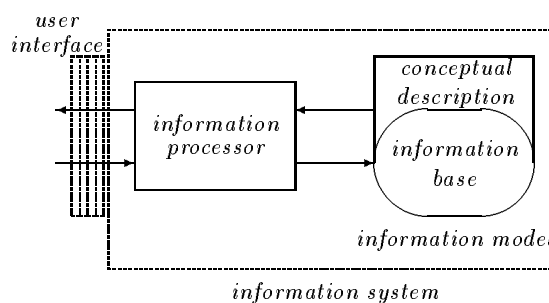 user
interface
conceptual
description
information
processor
information
base
information model
information system